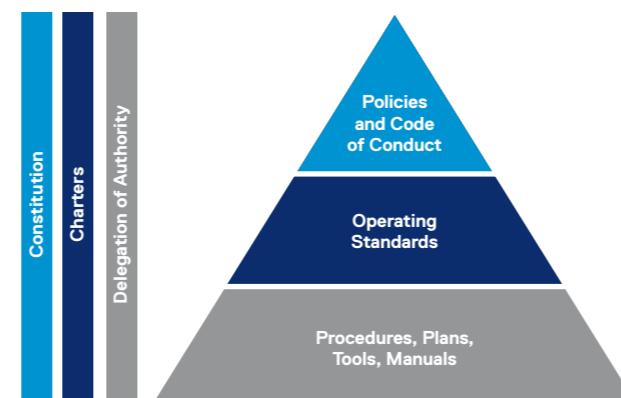 Constitution
Charters
Delegation of Authority
Policies
and Code
of Conduct
Operating
Standards
Procedures, Plans,
Tools, Manuals